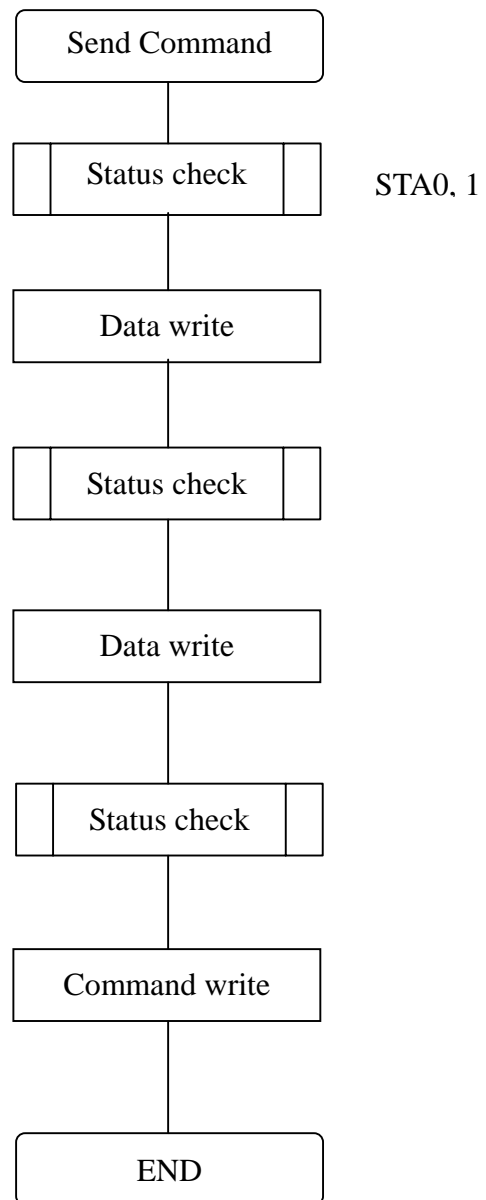 Send Command
Status check
STA0, 1
Data write
Status check
Data write
Status check
Command write
END